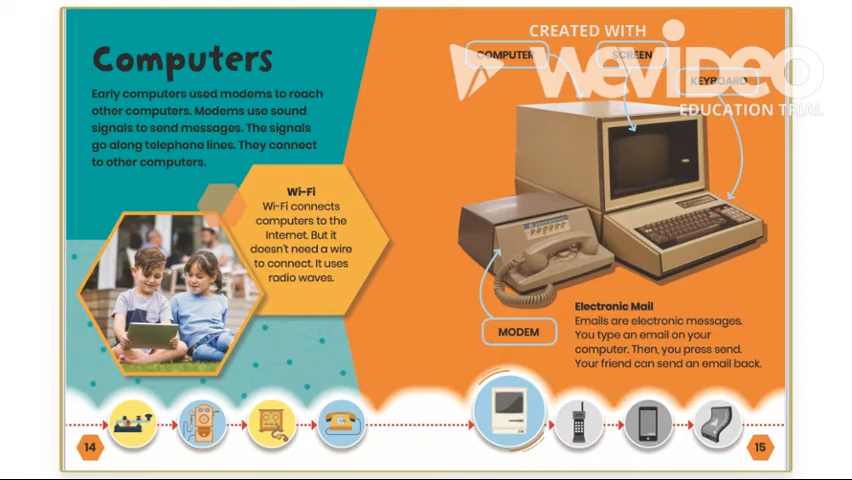 Computers
Early computers used modems to reach
other computers. Modems use sound
signals to send messages. The signals
go along telephone lines. They connect
to other computers.
Wi-Fi
Wi-Fi connects
computers to the
Internet. But it
doesn't need a wire
to connect. It uses
radio waves.
CREATED WITH
WEVIDEO
EDUCATION TRIAL
COMPUTER
SCREEN
KEYBOARD
MODEM
Electronic Mail
Emails are electronic messages.
You type an email on your
computer. Then, you press send.
Your friend can send an email back.
14
15